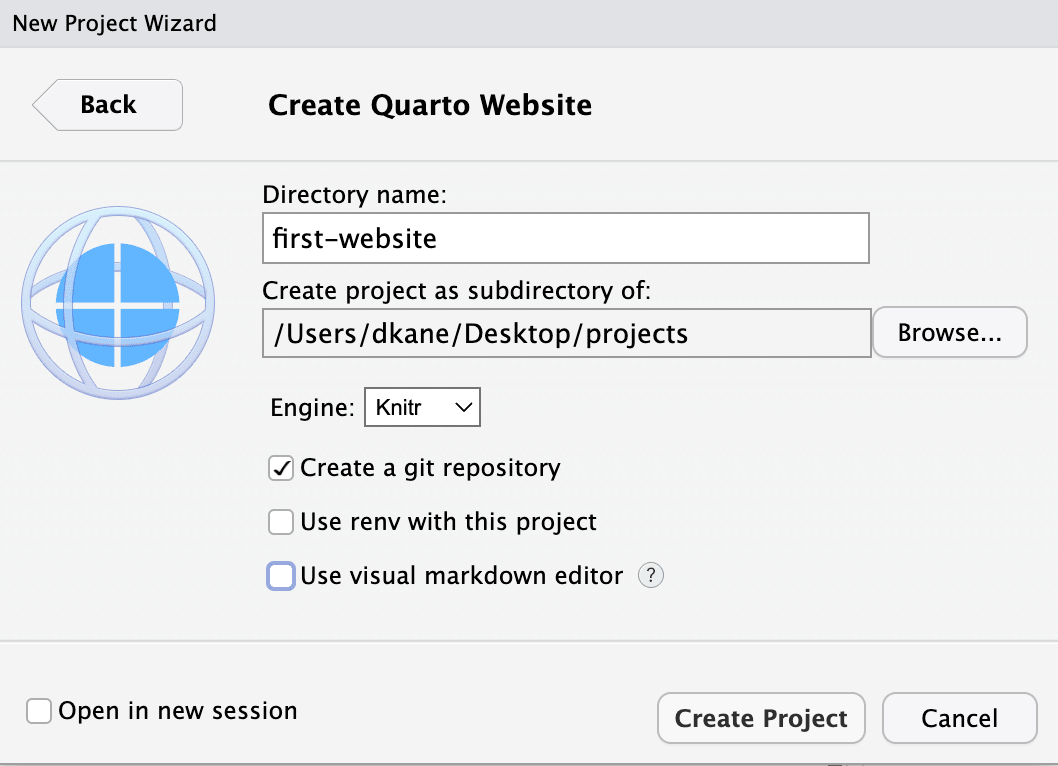 New Project Wizard
Back
Create Quarto Website
Directory name:
first-website
Create project as subdirectory of:
/Users/dkane/Desktop/projects
Browse...
Engine: Knitr
Create a git repository
Use renv with this project
Use visual markdown editor ?
Open in new session
Create Project
Cancel